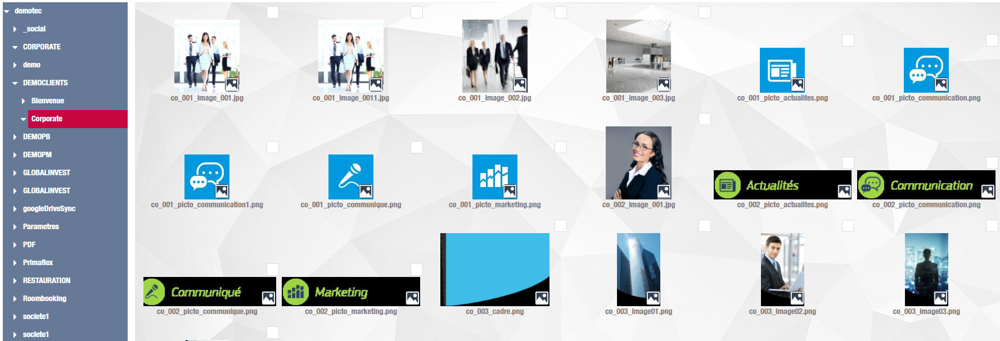 demotec
_social
CORPORATE
demo
DEMOCLIENTS
Bienvenue
Corporate
DEMOPB
DEMOPM
GLOBALINVEST
GLOBALINVEST
googleDriveSync
Parametres
PDF
Primaflex
RESTAURATION
Roombooking
societe1
societe1
co_001_image_001.jpg
co_001_image_0011.jpg
co_001_image_002.jpg
co_001_image_003.jpg
co_001_picto_actualites.png
co_001_picto_communication.png
co_001_picto_communication1.png
co_001_picto_communique.png
co_001_picto_marketing.png
co_002_image_001.jpg
Actualités
co_002_picto_actualites.png
Communication
co_002_picto_communication.png
Communiqué
co_002_picto_communique.png
Marketing
co_002_picto_marketing.png
co_003_cadre.png
co_003_image01.png
co_003_image02.png
co_003_image03.png